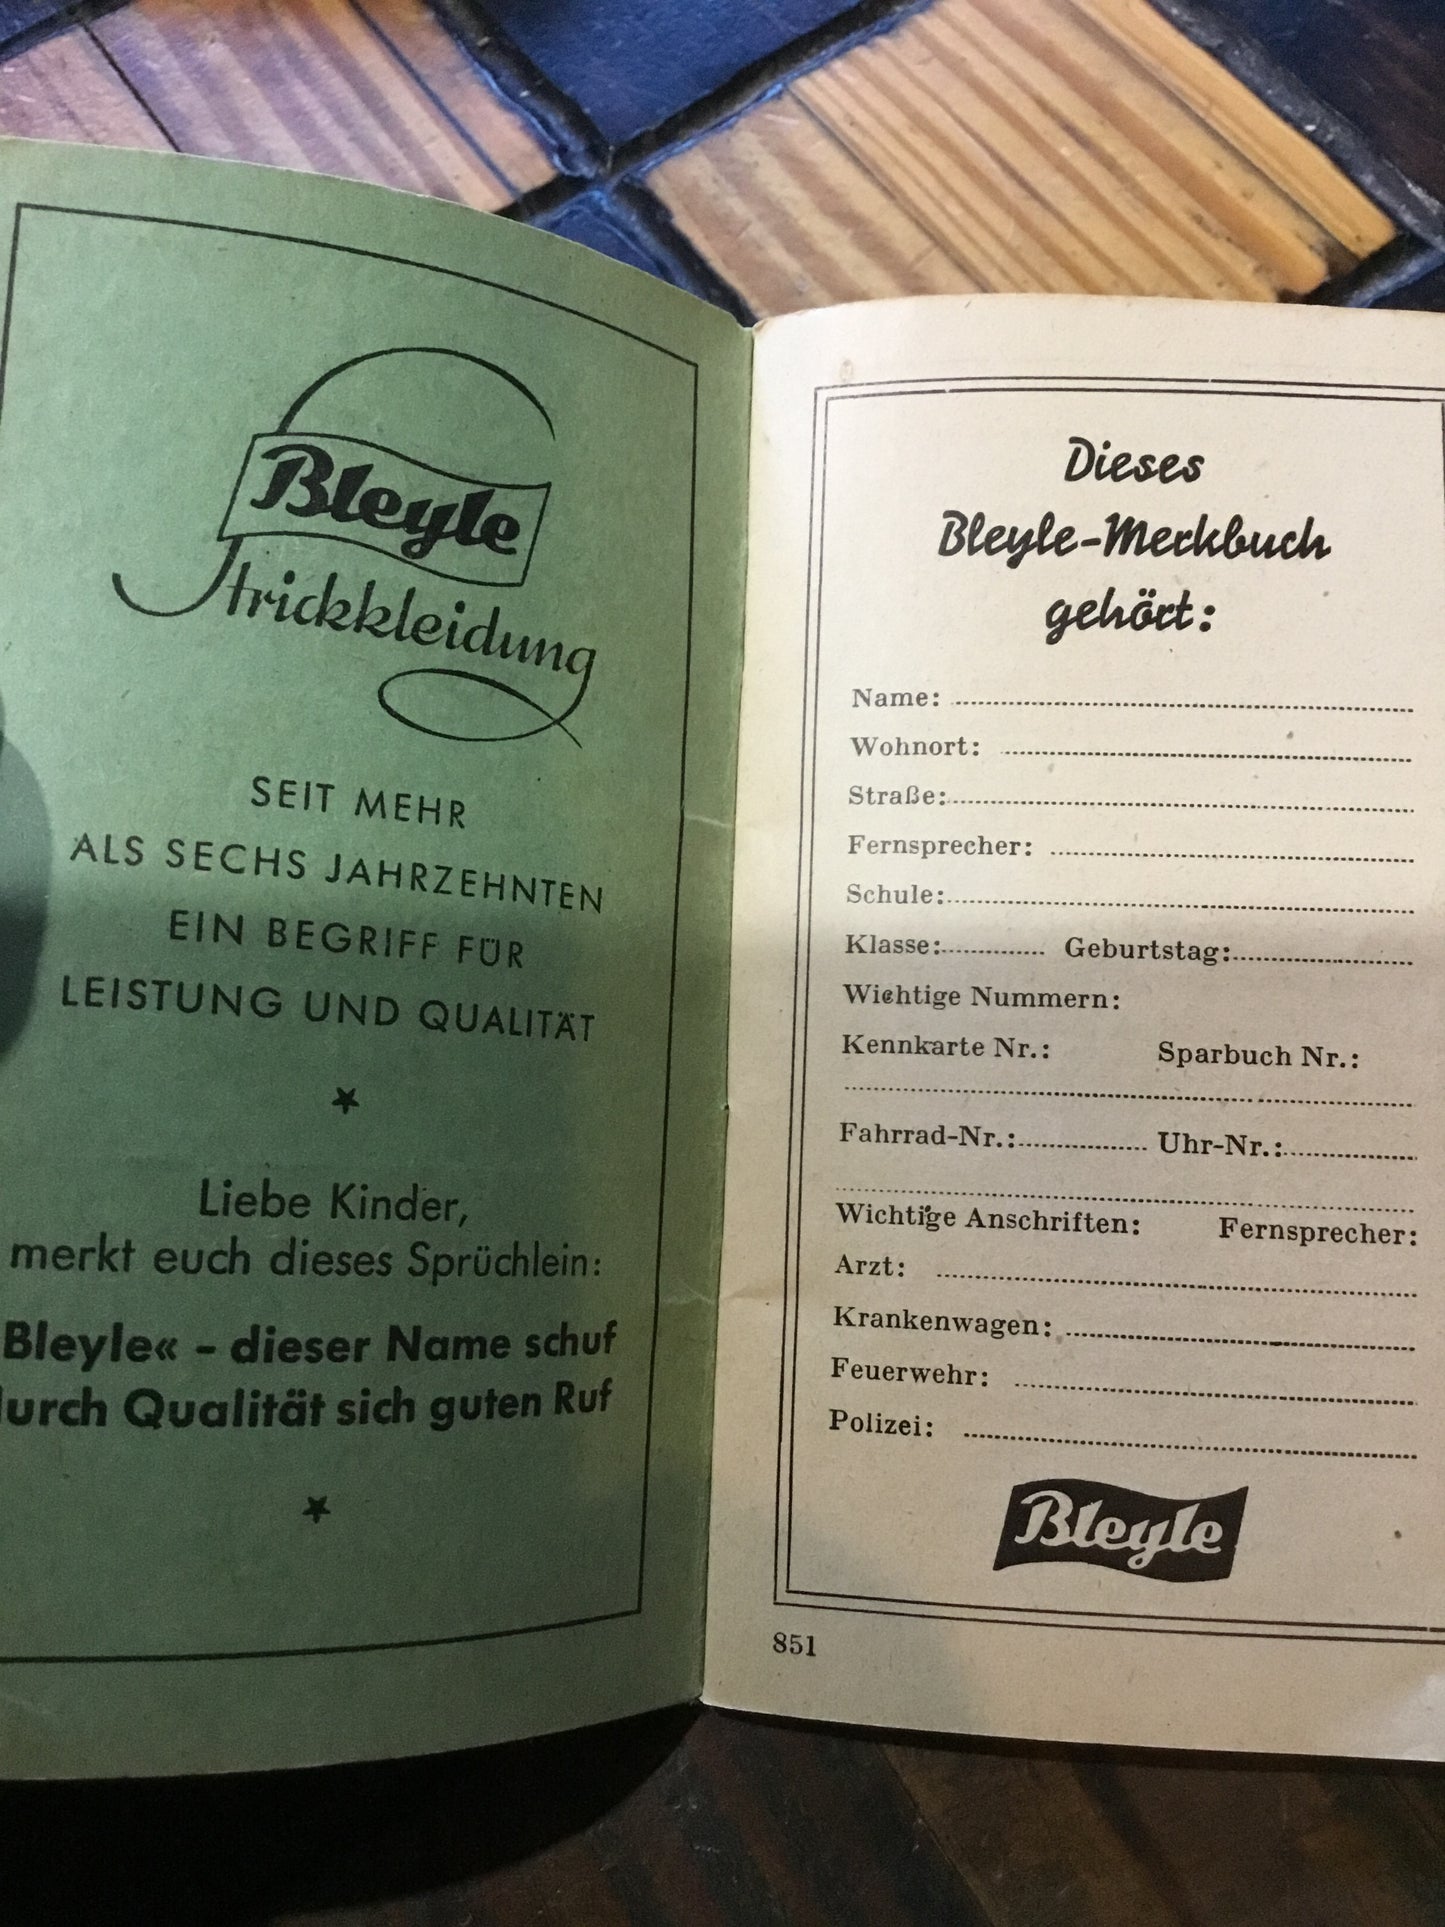 Bleyle
Strickkleidung
SEIT MEHR
ALS SECHS JAHRZEHNTEN
EIN BEGRIFF FÜR
LEISTUNG UND QUALITÄT
Liebe Kinder,
merkt euch dieses Sprüchlein:
Bleyle« – dieser Name schuf
durch Qualität sich guten Ruf
Dieses
Bleyle-Merkbuch
gehört:
Name:
Wohnort:
Straße:
Fernsprecher:
Schule:
Klasse: Geburtstag:
Wichtige Nummern:
Kennkarte Nr.: Sparbuch Nr.:
Fahrrad-Nr.: Uhr-Nr.:
Wichtige Anschriften: Fernsprecher:
Arzt:
Krankenwagen:
Feuerwehr:
Polizei:
Bleyle
851